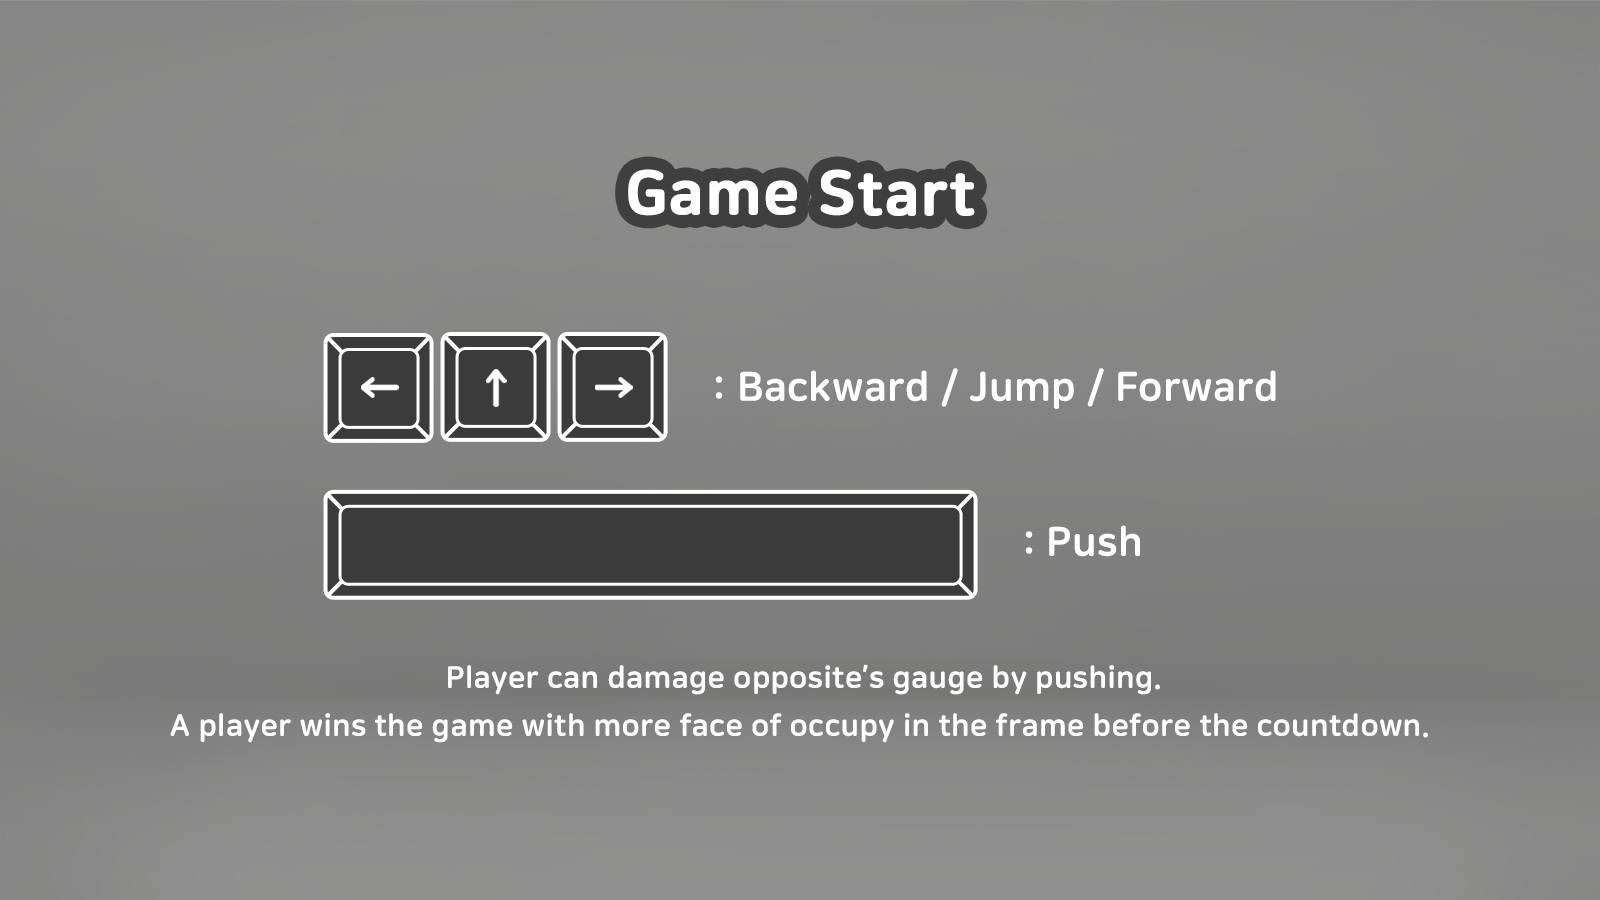 Game Start
← ↑ → : Backward / Jump / Forward
: Push
Player can damage opposite's gauge by pushing.
A player wins the game with more face of occupy in the frame before the countdown.